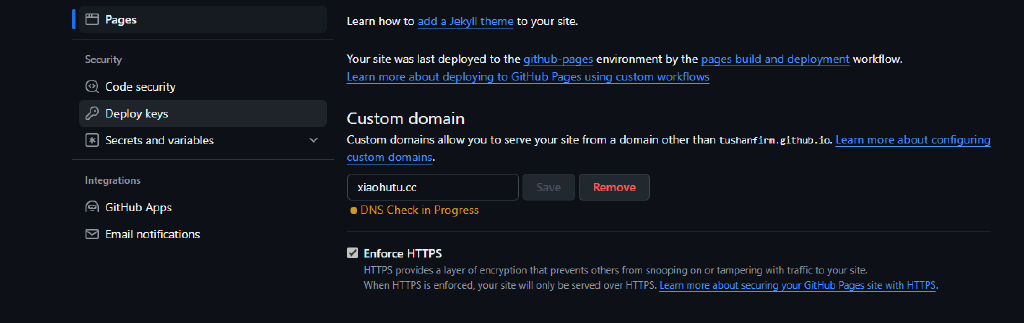 Pages
Security
Code security
Deploy keys
Secrets and variables
Integrations
GitHub Apps
Email notifications
Learn how to add a Jekyll theme to your site.
Your site was last deployed to the github-pages environment by the pages build and deployment workflow.
Learn more about deploying to GitHub Pages using custom workflows
Custom domain
Custom domains allow you to serve your site from a domain other than tushanfirm.github.io. Learn more about configuring
custom domains.
xiaohutu.cc
Save
Remove
DNS Check in Progress
Enforce HTTPS
HTTPS provides a layer of encryption that prevents others from snooping on or tampering with traffic to your site.
When HTTPS is enforced, your site will only be served over HTTPS. Learn more about securing your GitHub Pages site with HTTPS.